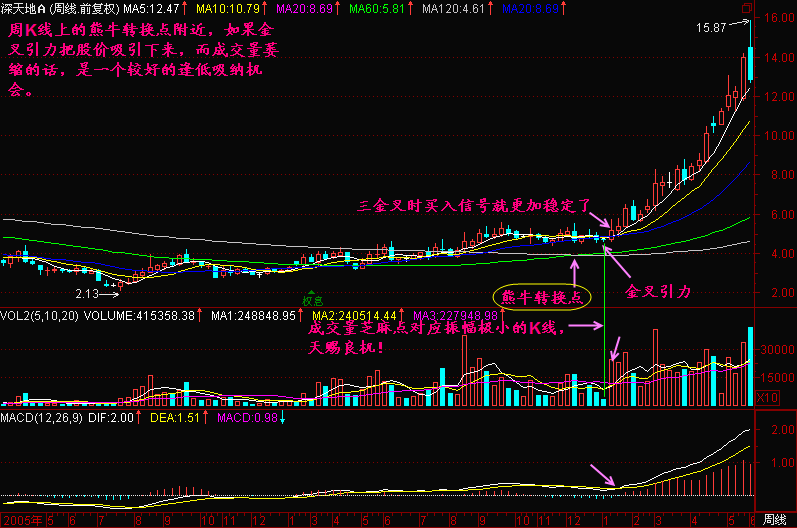 深天地A (周线.前复权) MA5:12.47↑ MA10:10.79↑ MA20:8.69↑ MA60:5.81↑ MA120:4.61↑ MA20:8.69↑
周K线上的熊牛转换点附近，如果金
叉引力把股价吸引下来，而成交量萎
缩的话，是一个较好的逢低吸纳机
会。
15.87
16.00
14.00
12.00
10.00
8.00
三金叉时买入信号就更加稳定了
6.00
4.00
金叉引力
熊牛转换点
2.13
2.00
权息
VOL2(5,10,20) VOLUME:415358.38↑ MA1:248848.95↑ MA2:240514.44↑ MA3:227948.98↑
成交量芝麻点对应振幅极小的K线，
天赐良机！
30000
15000
X10
MACD(12,26,9) DIF:2.00↑ DEA:1.51↑ MACD:0.98↓
2.00
1.00
2005年 5 6 7 8 9 10 11 12 1 3 4 5 6 7 8 9 10 11 12 1 2 3 4 5 6 周线